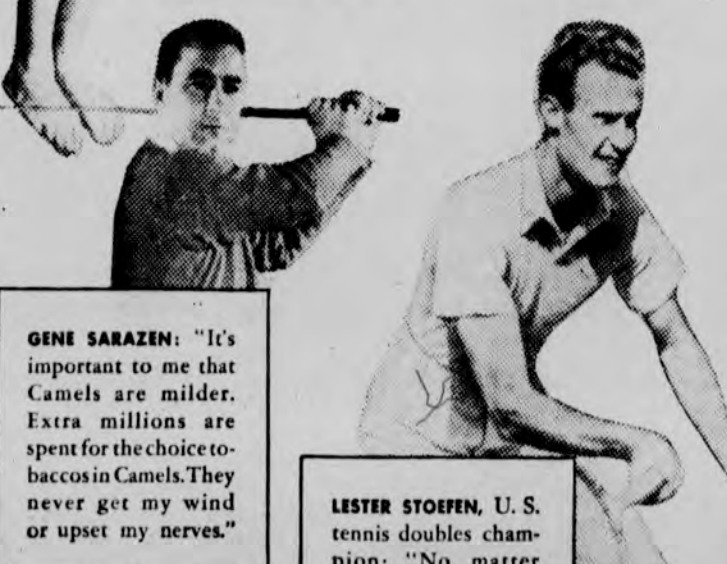 GENE SARAZEN: "It's
important to me that
Camels are milder.
Extra millions are
spent for the choice to-
baccos in Camels. They
never get my wind
or upset my nerves."
LESTER STOEFEN, U. S.
tennis doubles cham-
pion: "No matter